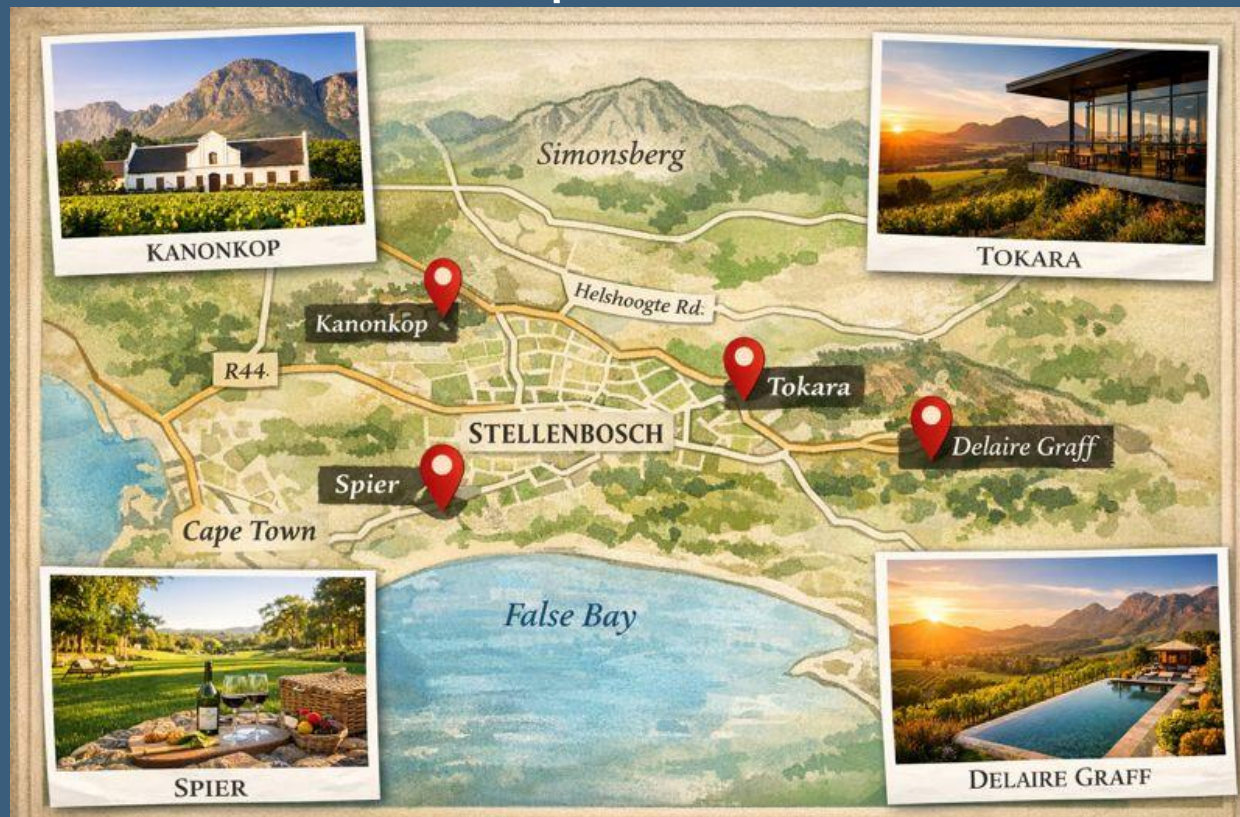 KANONKOP
TOKARA
Simonsberg
Helshoogte Rd.
Kanonkop
R44.
Tokara
STELLENBOSCH
Delaire Graff
Spier
Cape Town
False Bay
SPIER
DELAIRE GRAFF